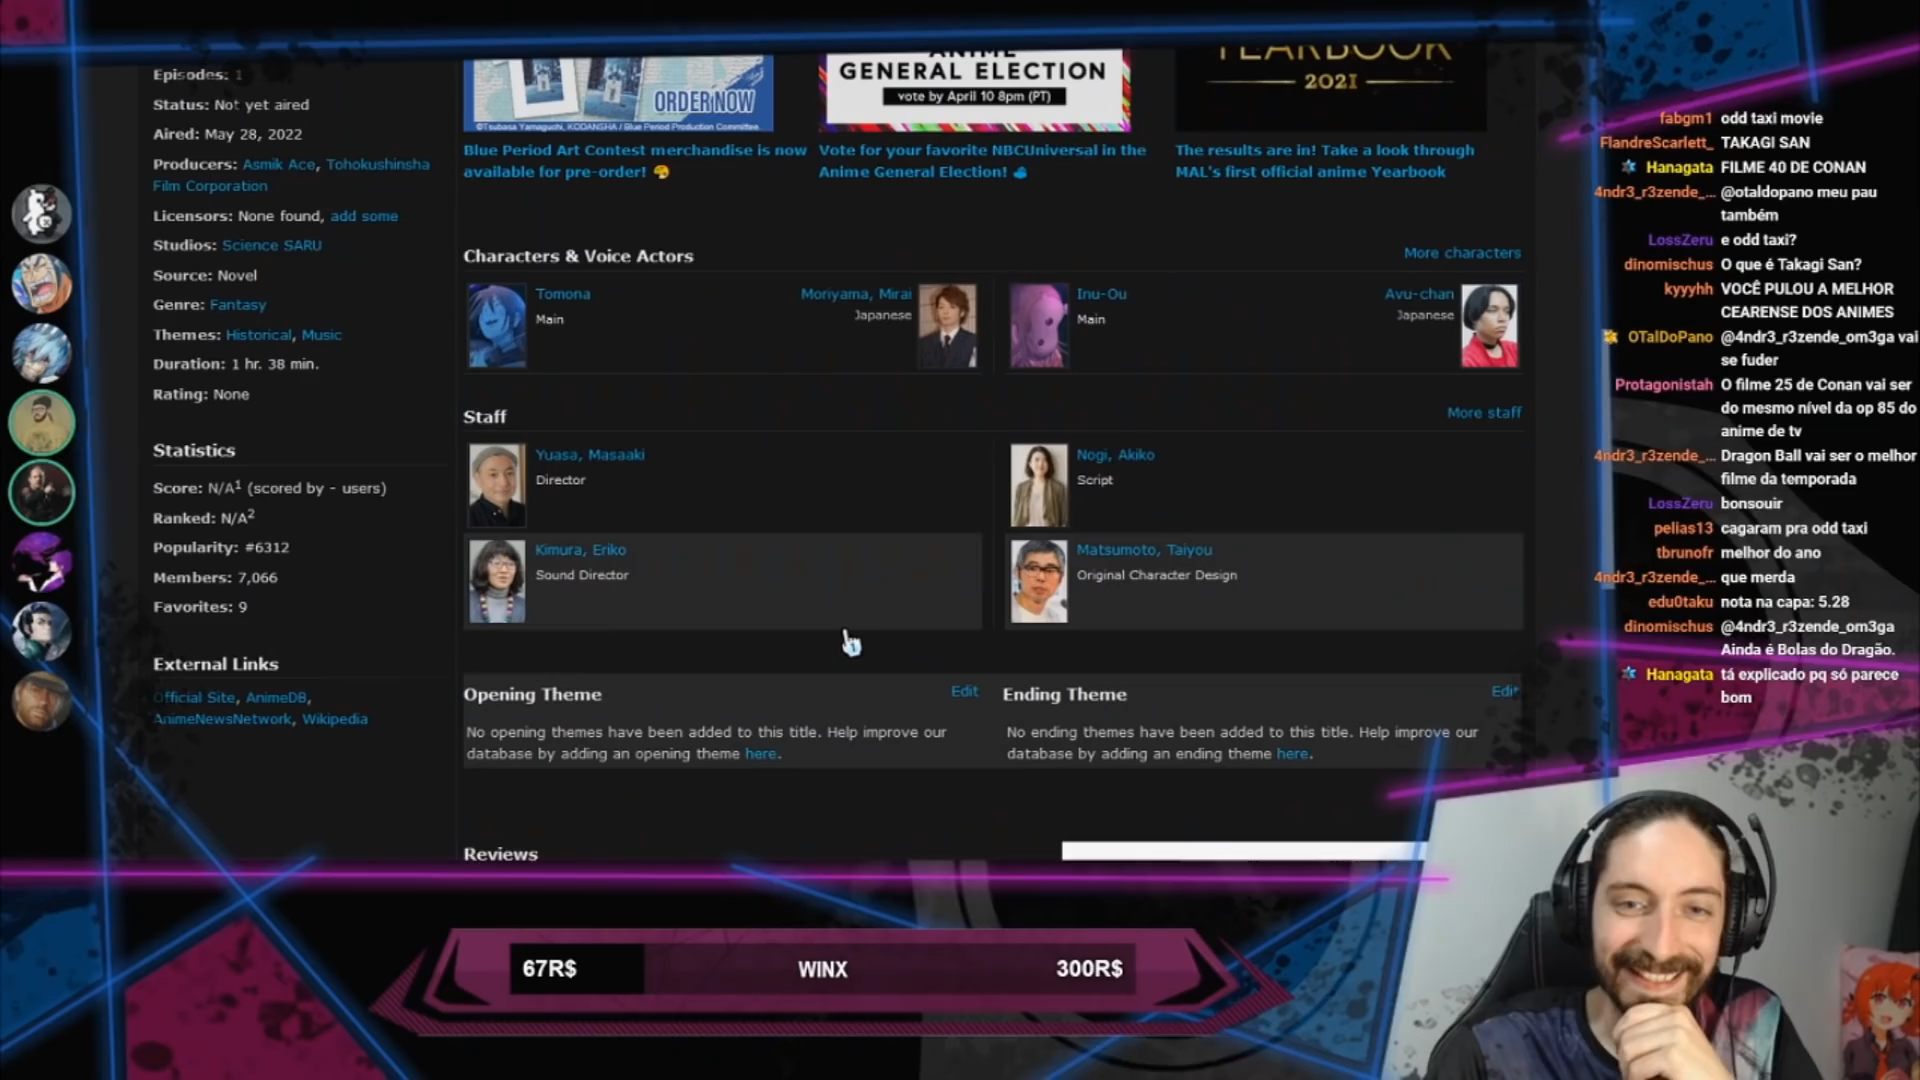 Episodes: 1
Status: Not yet aired
Aired: May 28, 2022
Producers: Asmik Ace, Tohokushinsha
Film Corporation
Licensors: None found, add some
Studios: Science SARU
Source: Novel
Genre: Fantasy
Themes: Historical, Music
Duration: 1 hr. 38 min.
Rating: None
Statistics
Score: N/A1 (scored by - users)
Ranked: N/A2
Popularity: #6312
Members: 7,066
Favorites: 9
External Links
Official Site, AnimeDB,
AnimeNewsNetwork, Wikipedia
ORDER NOW
©Tsubasa Yamaguchi, KODANSHA / Blue Period Production Committee.
Blue Period Art Contest merchandise is now
available for pre-order!
ANIME
GENERAL ELECTION
vote by April 10 8pm (PT)
Vote for your favorite NBCUniversal in the
Anime General Election!
YEARBOOK
2021
The results are in! Take a look through
MAL's first official anime Yearbook
Characters & Voice Actors
More characters
Tomona
Main
Moriyama, Mirai
Japanese
Inu-Ou
Main
Avu-chan
Japanese
Staff
More staff
Yuasa, Masaaki
Director
Nogi, Akiko
Script
Kimura, Eriko
Sound Director
Matsumoto, Taiyou
Original Character Design
Opening Theme
Edit
No opening themes have been added to this title. Help improve our
database by adding an opening theme here.
Ending Theme
Edit
No ending themes have been added to this title. Help improve our
database by adding an ending theme here.
Reviews
67R$
WINX
300R$
fabgm1 odd taxi movie
FlandreScarlett_ TAKAGI SAN
Hanagata FILME 40 DE CONAN
4ndr3_r3zende_... @otaldopano meu pau
também
LossZeru e odd taxi?
dinomischus O que é Takagi San?
kyyyhh VOCÊ PULOU A MELHOR
CEARENSE DOS ANIMES
OTalDoPano @4ndr3_r3zende_om3ga vai
se fuder
Protagonistah O filme 25 de Conan vai ser
do mesmo nível da op 85 do
anime de tv
4ndr3_r3zende_... Dragon Ball vai ser o melhor
filme da temporada
LossZeru bonsouir
pelias13 cagaram pra odd taxi
tbrunofr melhor do ano
4ndr3_r3zende_... que merda
edu0taku nota na capa: 5.28
dinomischus @4ndr3_r3zende_om3ga
Ainda é Bolas do Dragão.
Hanagata tá explicado pq só parece
bom